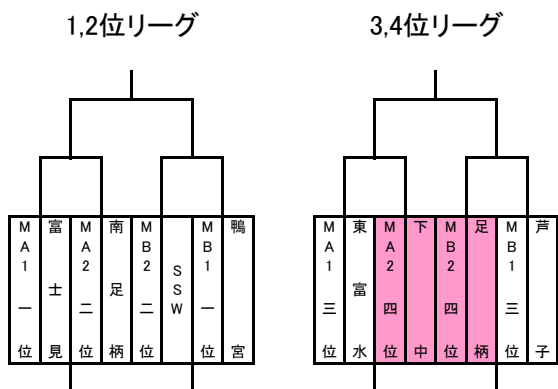 1,2位リーグ
3,4位リーグ
MA1一位
富士見
MA2二位
南足柄
MB2二位
SSW
MB1一位
鴨宮
MA1三位
東富水
MA2四位
下中
MB2四位
足柄
MB1三位
芦子